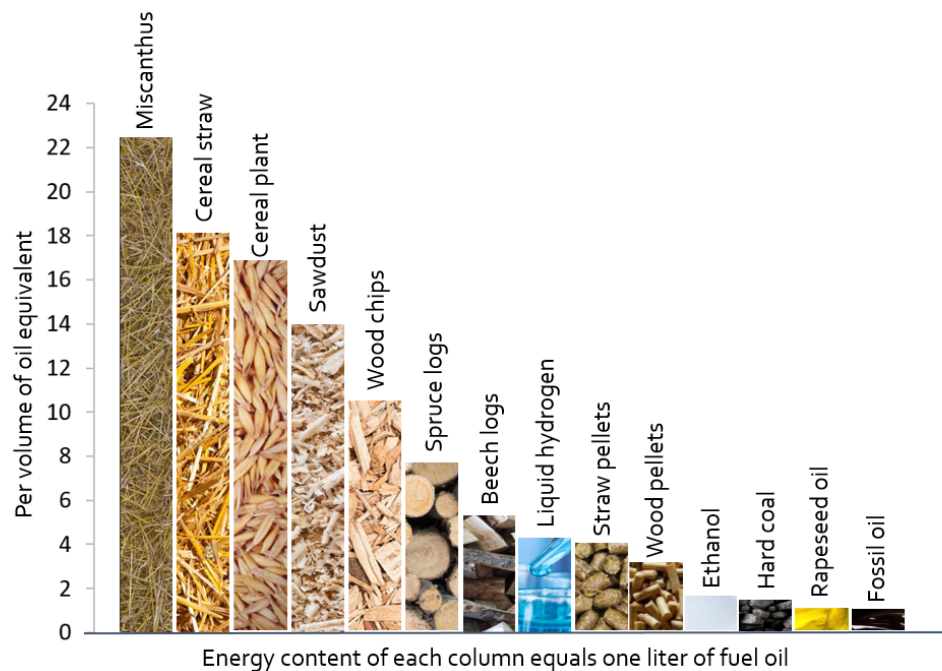 Miscanthus
Cereal straw
Cereal plant
Sawdust
Wood chips
Spruce logs
Beech logs
Liquid hydrogen
Straw pellets
Wood pellets
Ethanol
Hard coal
Rapeseed oil
Fossil oil
Per volume of oil equivalent
24
22
20
18
16
14
12
10
8
6
4
2
0
Energy content of each column equals one liter of fuel oil